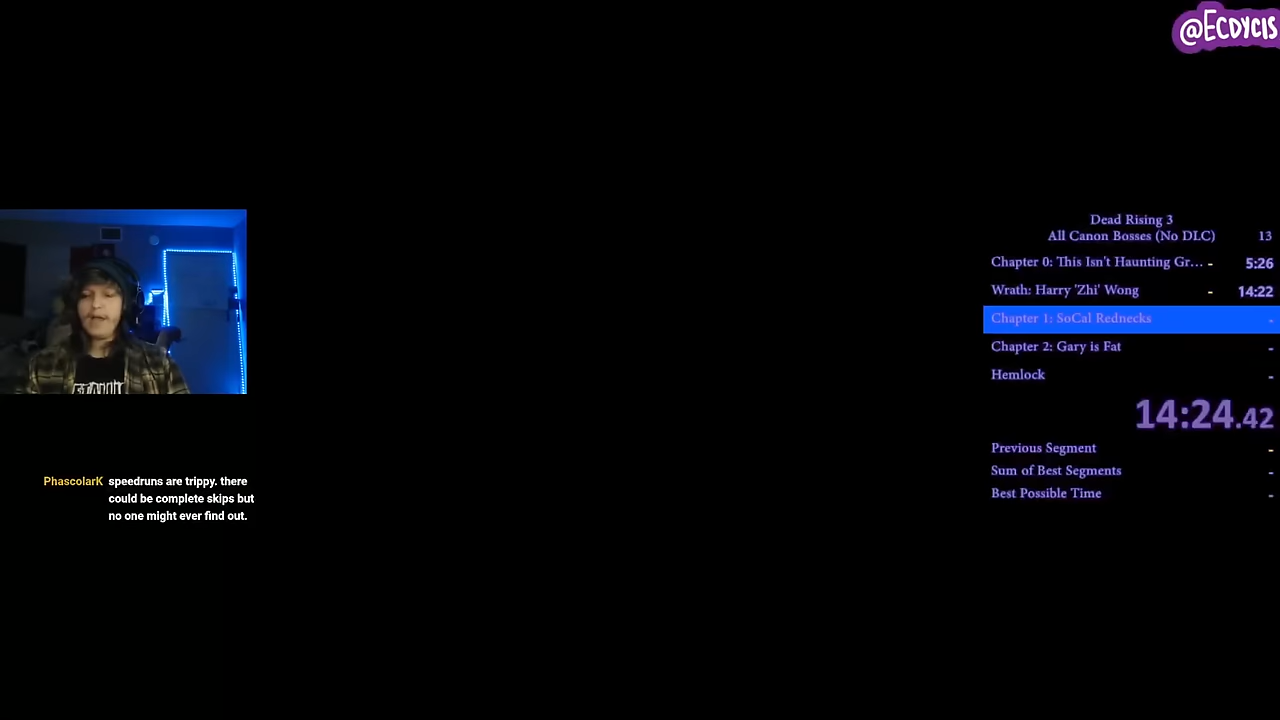 @ECDYCIS
Dead Rising 3
All Canon Bosses (No DLC) 13
Chapter 0: This Isn't Haunting Gr... - 5:26
Wrath: Harry 'Zhi' Wong - 14:22
Chapter 1: SoCal Rednecks -
Chapter 2: Gary is Fat -
Hemlock -
14:24.42
Previous Segment -
Sum of Best Segments -
Best Possible Time -
PhascolarK speedruns are trippy. there
could be complete skips but
no one might ever find out.